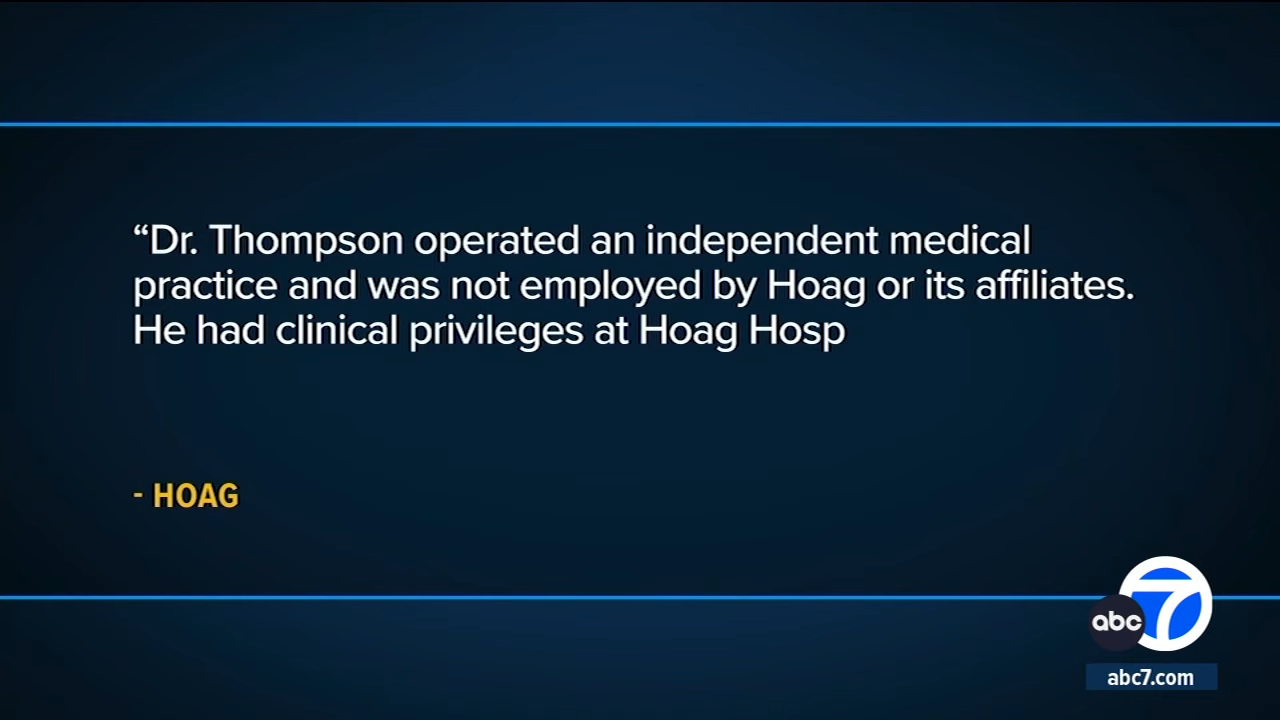 “Dr. Thompson operated an independent medical
practice and was not employed by Hoag or its affiliates.
He had clinical privileges at Hoag Hosp
- HOAG
abc 7
abc7.com